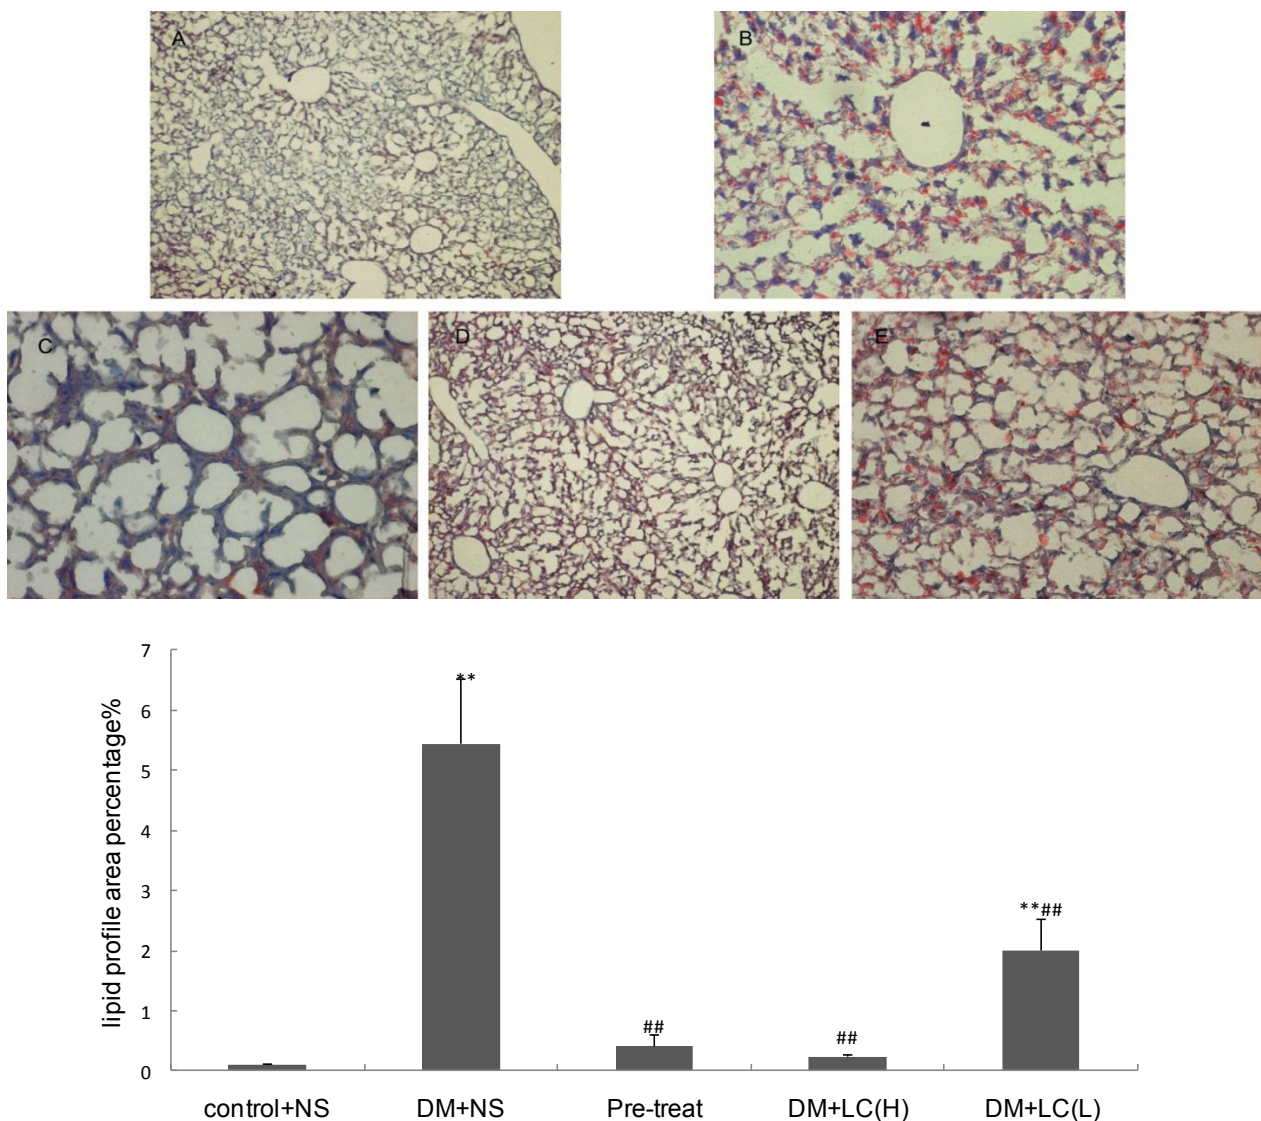 A
B
C
D
E
lipid profile area percentage%
7
6
5
4
3
2
1
0
**
##
##
**##
control+NS
DM+NS
Pre-treat
DM+LC(H)
DM+LC(L)